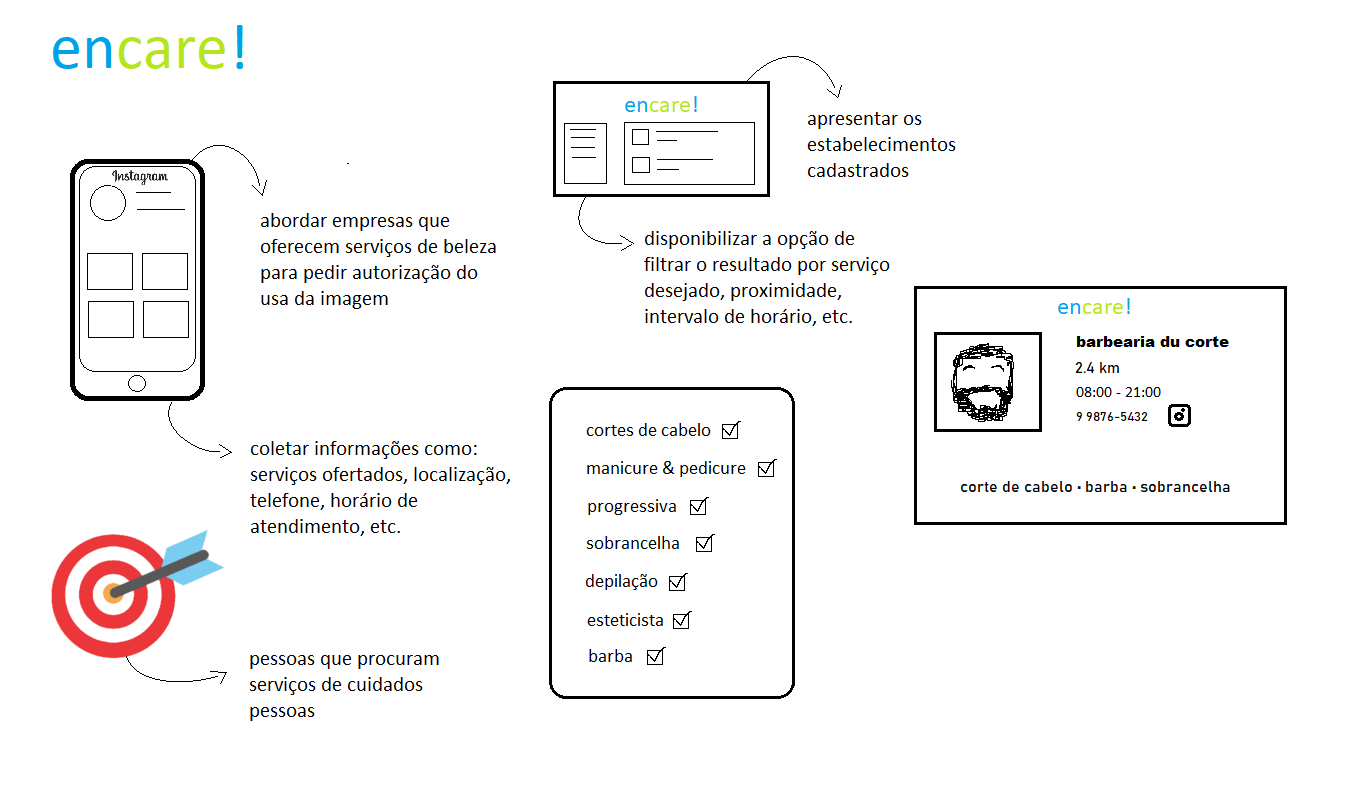 encare!
Instagram
abordar empresas que
oferecem serviços de beleza
para pedir autorização do
usa da imagem
coletar informações como:
serviços ofertados, localização,
telefone, horário de
atendimento, etc.
pessoas que procuram
serviços de cuidados
pessoas
encare!
apresentar os
estabelecimentos
cadastrados
disponibilizar a opção de
filtrar o resultado por serviço
desejado, proximidade,
intervalo de horário, etc.
cortes de cabelo
manicure & pedicure
progressiva
sobrancelha
depilação
esteticista
barba
encare!
barbearia du corte
2.4 km
08:00 - 21:00
9 9876-5432
corte de cabelo • barba • sobrancelha